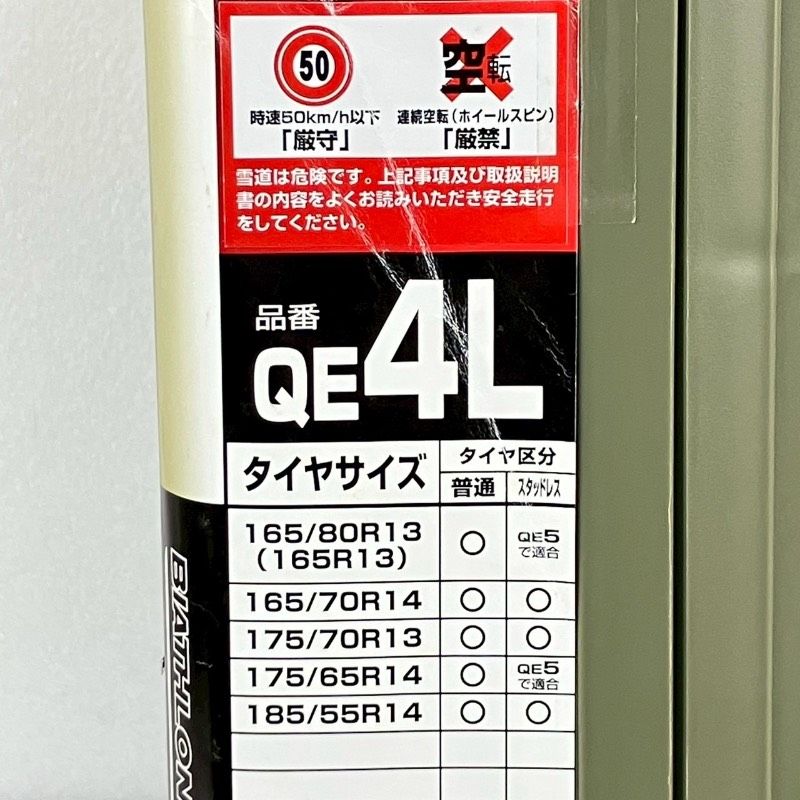 50
空転
時速50km/h以下
「厳守」
連続空転(ホイールスピン)
「厳禁」
雪道は危険です。上記事項及び取扱説明
書の内容をよくお読みいただき安全走行
をしてください。
品番
QE4L
タイヤサイズ
タイヤ区分
普通
スタッドレス
165/80R13
(165R13)
○
QE5
で適合
165/70R14 ○ ○
175/70R13 ○ ○
175/65R14 ○
QE5
で適合
185/55R14 ○ ○
BIATHLON